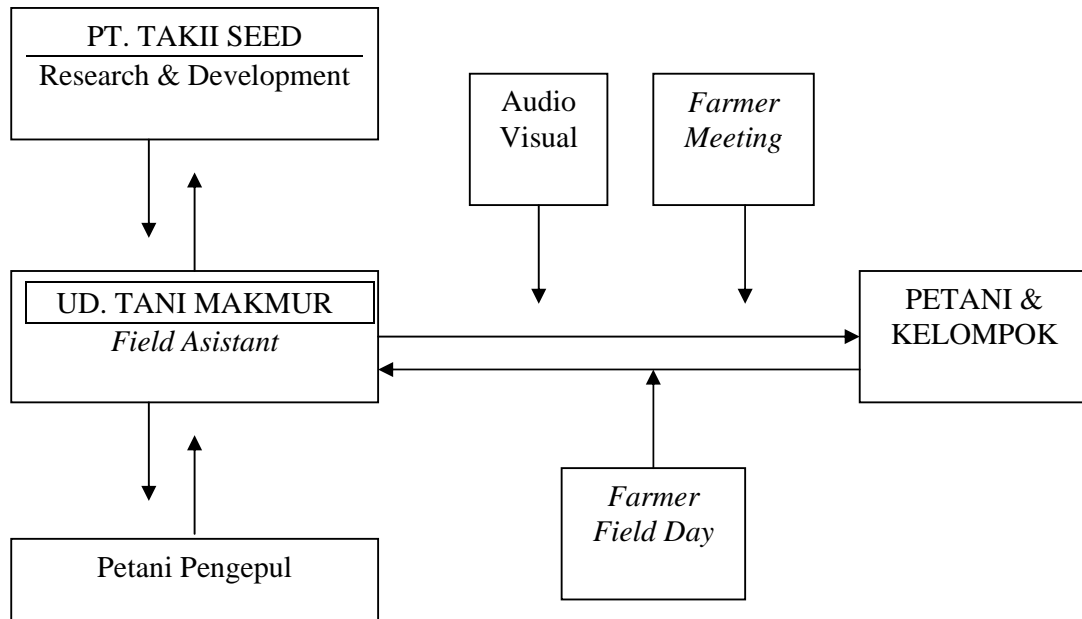 PT. TAKII SEED
Research & Development
Audio
Visual
Farmer
Meeting
UD. TANI MAKMUR
Field Asistant
PETANI &
KELOMPOK
Farmer
Field Day
Petani Pengepul